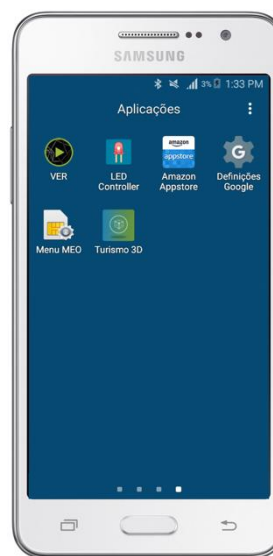 SAMSUNG
3% 1:33 PM
Aplicações
VER
LED Controller
amazon appstore
Amazon Appstore
G
Definições Google
Menu MEO
Turismo 3D